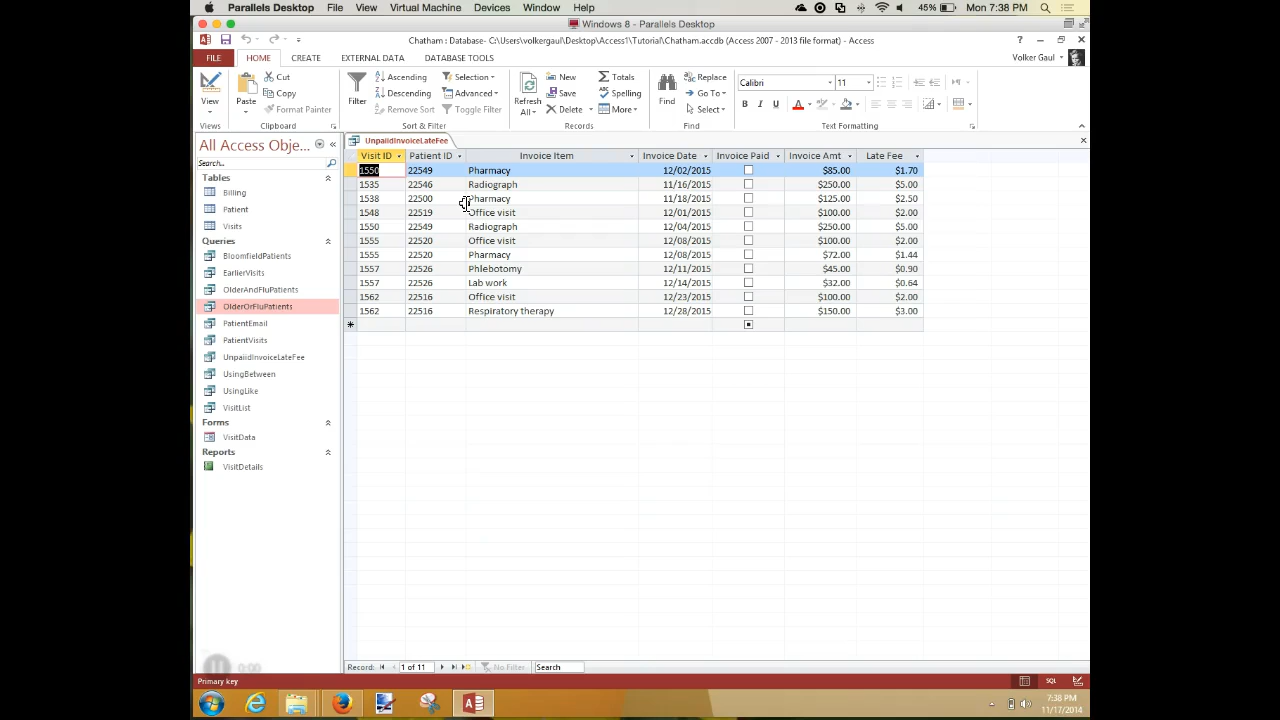 Parallels Desktop File View Virtual Machine Devices Window Help 45% Mon 7:38 PM
Windows 8 - Parallels Desktop
Chatham : Database- C:\Users\volkergaul\Desktop\Access1\Tutorial\Chatham.accdb (Access 2007 - 2013 file format) - Access
FILE HOME CREATE EXTERNAL DATA DATABASE TOOLS Volker Gaul
Cut Ascending Selection New Totals Replace Calibri 11
Copy Descending Advanced Save Spelling Go To
View Paste Format Painter Filter Remove Sort Toggle Filter Refresh All Delete More Find Select B I U A
Views Clipboard Sort & Filter Records Find Text Formatting
All Access Obje... UnpaiidInvoiceLateFee
Search...
Visit ID Patient ID Invoice Item Invoice Date Invoice Paid Invoice Amt Late Fee
1550 22549 Pharmacy 12/02/2015 $85.00 $1.70
1535 22546 Radiograph 11/16/2015 $250.00 $5.00
1538 22500 Pharmacy 11/18/2015 $125.00 $2.50
1548 22519 Office visit 12/01/2015 $100.00 $2.00
1550 22549 Radiograph 12/04/2015 $250.00 $5.00
1555 22520 Office visit 12/08/2015 $100.00 $2.00
1555 22520 Pharmacy 12/08/2015 $72.00 $1.44
1557 22526 Phlebotomy 12/11/2015 $45.00 $0.90
1557 22526 Lab work 12/14/2015 $32.00 $0.64
1562 22516 Office visit 12/23/2015 $100.00 $2.00
1562 22516 Respiratory therapy 12/28/2015 $150.00 $3.00
Tables
Billing
Patient
Visits
Queries
BloomfieldPatients
EarlierVisits
OlderAndFluPatients
OlderOrFluPatients
PatientEmail
PatientVisits
UnpaiidInvoiceLateFee
UsingBetween
UsingLike
VisitList
Forms
VisitData
Reports
VisitDetails
0:00
Record: 1 of 11 No Filter Search
Primary key SQL
7:38 PM
11/17/2014